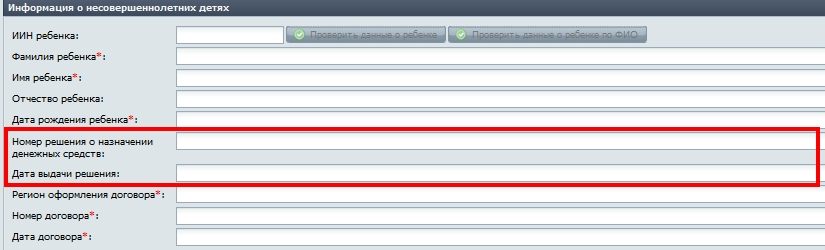 Информация о несовершеннолетних детях
ИИН ребенка: Проверить данные о ребенке Проверить данные о ребенке по ФИО
Фамилия ребенка*:
Имя ребенка*:
Отчество ребенка:
Дата рождения ребенка*:
Номер решения о назначении
денежных средств:
Дата выдачи решения:
Регион оформления договора*:
Номер договора*:
Дата договора*: